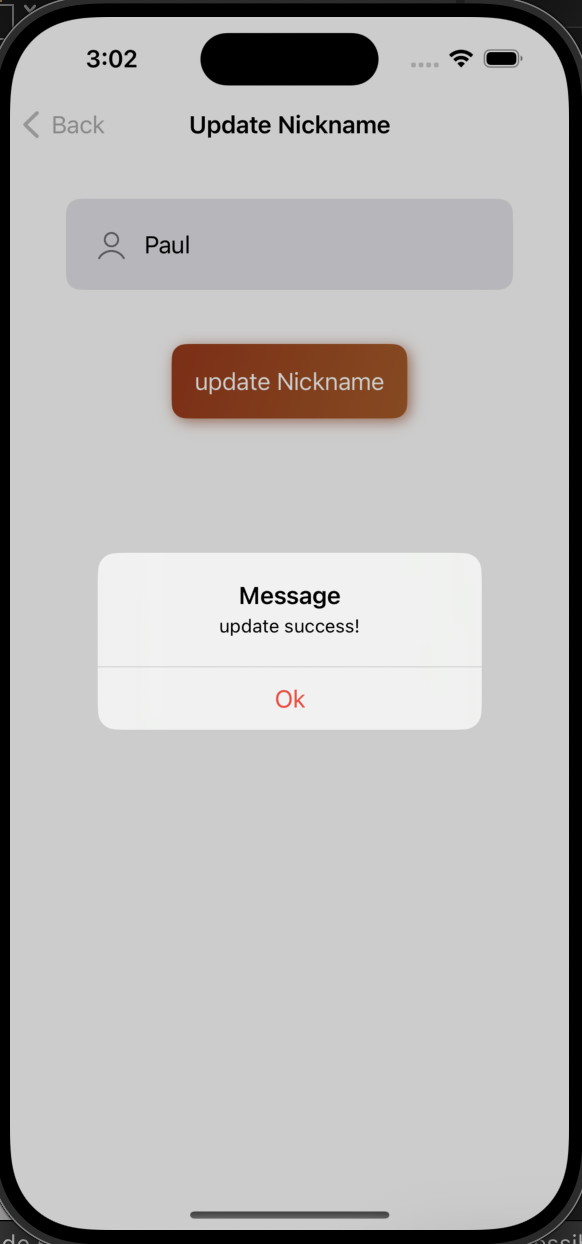 3:02
Back
Update Nickname
Paul
update Nickname
Message
update success!
Ok